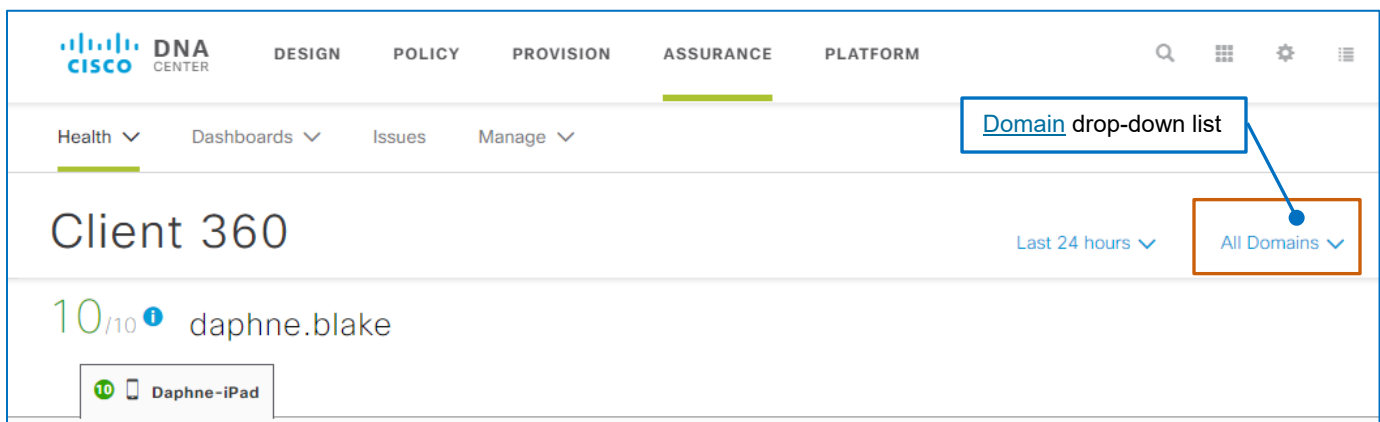 CISCO DNA CENTER DESIGN POLICY PROVISION ASSURANCE PLATFORM
Domain drop-down list
Health Dashboards Issues Manage
Client 360
Last 24 hours All Domains
10/10 i daphne.blake
10 Daphne-iPad